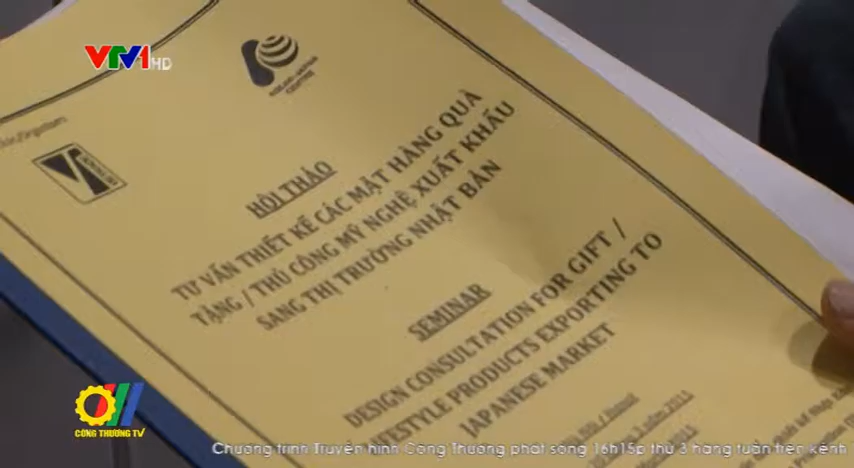 VTV1 HD
HỘI THẢO
TƯ VẤN THIẾT KẾ CÁC MẶT HÀNG QUÀ
TẶNG / THỦ CÔNG MỸ NGHỆ XUẤT KHẨU
SANG THỊ TRƯỜNG NHẬT BẢN
SEMINAR
DESIGN CONSULTATION FOR GIFT /
LIFESTYLE PRODUCTS EXPORTING TO
JAPANESE MARKET
CÔNG THƯƠNG TV
Chương trình Truyền hình Công Thương phát sóng 16h15p thứ 3 hàng tuần trên kênh